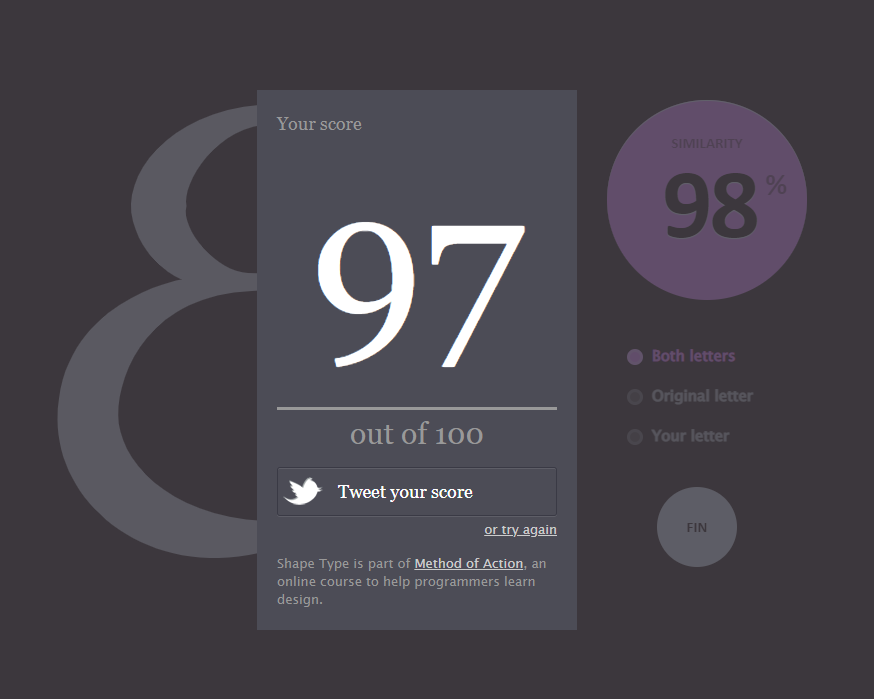 Your score
97
out of 100
Tweet your score
or try again
Shape Type is part of Method of Action, an
online course to help programmers learn
design.
SIMILARITY
98 %
Both letters
Original letter
Your letter
FIN